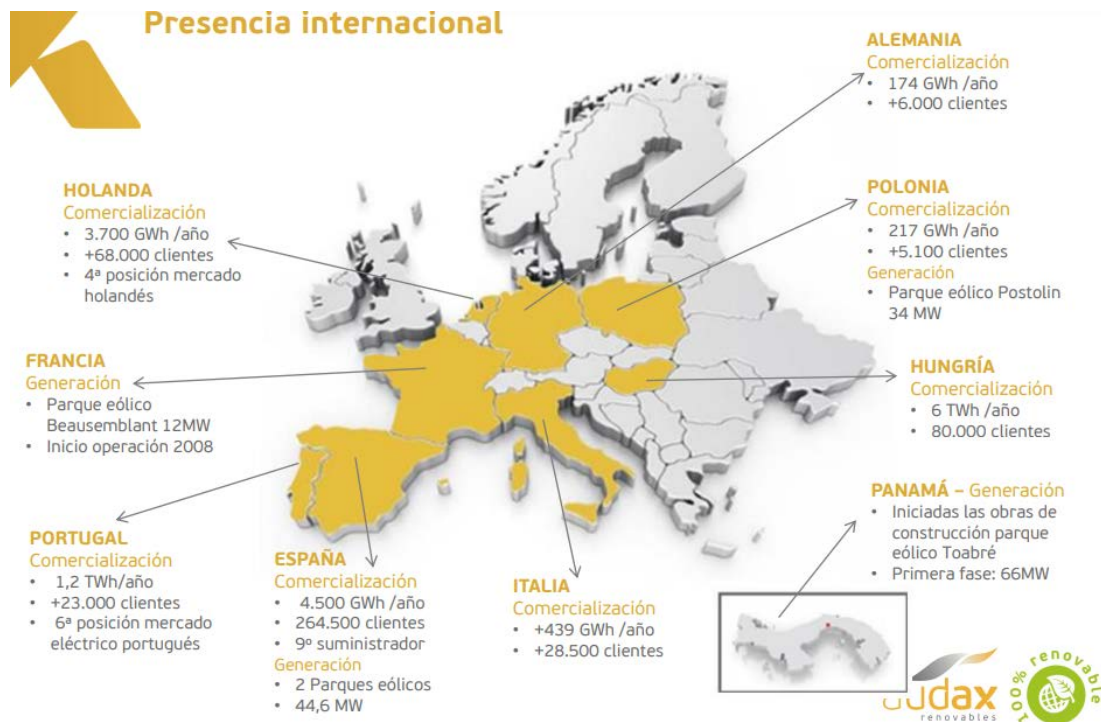 Presencia internacional
ALEMANIA
Comercialización
• 174 GWh /año
• +6.000 clientes
HOLANDA
Comercialización
• 3.700 GWh /año
• +68.000 clientes
• 4ª posición mercado
holandés
POLONIA
Comercialización
• 217 GWh /año
• +5.100 clientes
Generación
• Parque eólico Postolin
34 MW
FRANCIA
Generación
• Parque eólico
Beausemblant 12MW
• Inicio operación 2008
HUNGRÍA
Comercialización
• 6 TWh /año
• 80.000 clientes
PANAMÁ – Generación
• Iniciadas las obras de
construcción parque
eólico Toabré
• Primera fase: 66MW
PORTUGAL
Comercialización
• 1,2 TWh/año
• +23.000 clientes
• 6ª posición mercado
eléctrico portugués
ESPAÑA
Comercialización
• 4.500 GWh /año
• 264.500 clientes
• 9º suministrador
Generación
• 2 Parques eólicos
• 44,6 MW
ITALIA
Comercialización
• +439 GWh /año
• +28.500 clientes
audax
renovables
100% renovable